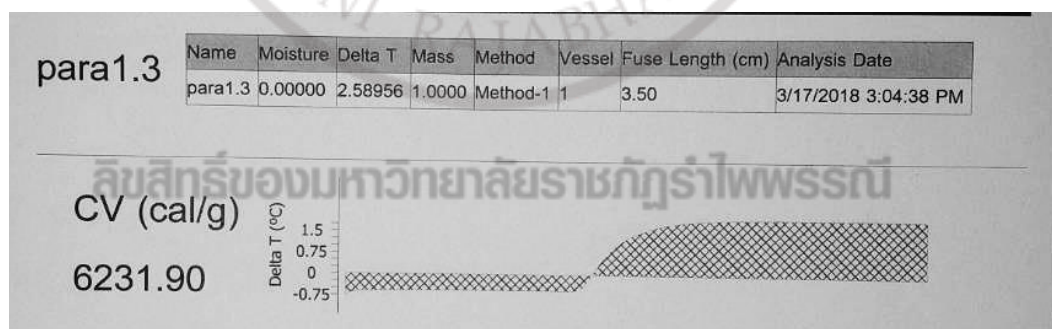 NI RAJABHA
para1.3
Name Moisture Delta T Mass Method Vessel Fuse Length (cm) Analysis Date
para1.3 0.00000 2.58956 1.0000 Method-1 1 3.50 3/17/2018 3:04:38 PM
ลิขสิทธิ์ของมหาวิทยาลัยราชภัฏรำไพพรรณี
CV (cal/g)
6231.90
Delta T (ºC)
1.5
0.75
0
-0.75